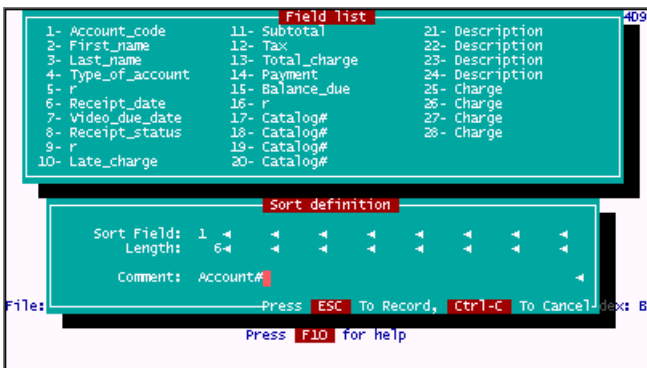 Field list
4D9
1- Account_code 11- Subtotal 21- Description
2- First_name 12- Tax 22- Description
3- Last_name 13- Total_charge 23- Description
4- Type_of_account 14- Payment 24- Description
5- r 15- Balance_due 25- Charge
6- Receipt_date 16- r 26- Charge
7- Video_due_date 17- Catalog# 27- Charge
8- Receipt_status 18- Catalog# 28- Charge
9- r 19- Catalog#
10- Late_charge 20- Catalog#
Sort definition
Sort Field: 1
Length: 6
Comment: Account#
File: Press ESC To Record, Ctrl-C To Cancel dex: B
Press F10 for help